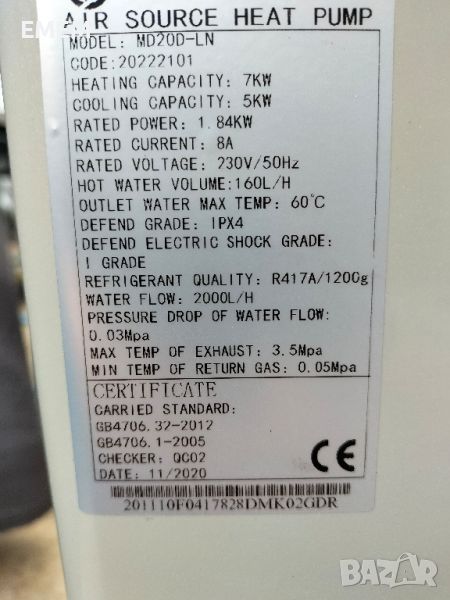 AIR SOURCE HEAT PUMP
MODEL: MD20D-LN
CODE:20222101
HEATING CAPACITY: 7KW
COOLING CAPACITY: 5KW
RATED POWER: 1.84KW
RATED CURRENT: 8A
RATED VOLTAGE: 230V/50Hz
HOT WATER VOLUME:160L/H
OUTLET WATER MAX TEMP: 60℃
DEFEND GRADE: IPX4
DEFEND ELECTRIC SHOCK GRADE:
I GRADE
REFRIGERANT QUALITY: R417A/1200g
WATER FLOW: 2000L/H
PRESSURE DROP OF WATER FLOW:
0.03Mpa
MAX TEMP OF EXHAUST: 3.5Mpa
MIN TEMP OF RETURN GAS: 0.05Mpa
CERTIFICATE
CARRIED STANDARD:
GB4706.32-2012
GB4706.1-2005
CHECKER: QC02
DATE: 11/2020
CE
201110F0417828DMK02GDR
BAZAR